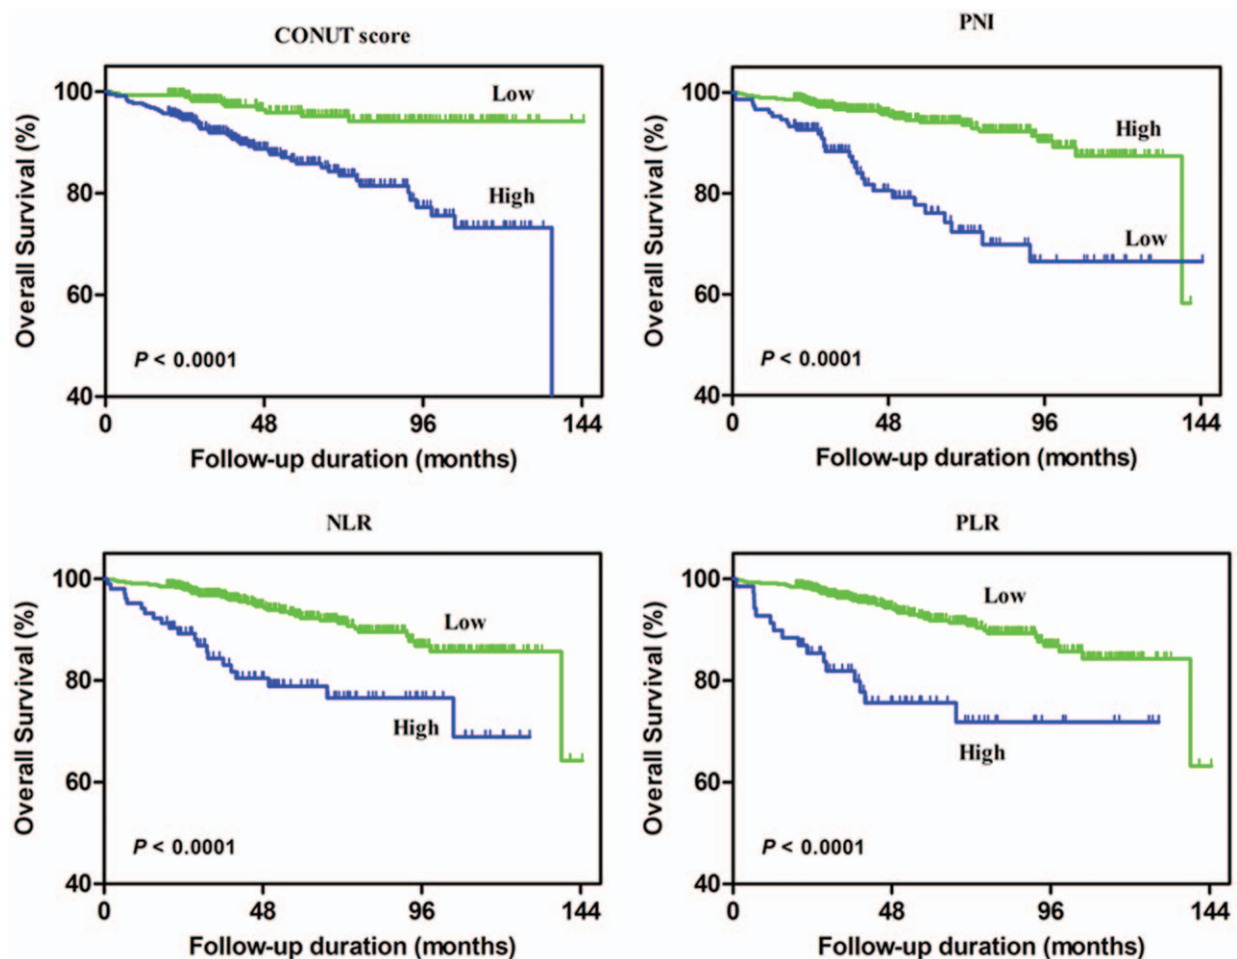 CONUT score
Overall Survival (%)
100
80
60
40
Low
High
P < 0.0001
0 48 96 144
Follow-up duration (months)
PNI
Overall Survival (%)
100
80
60
40
High
Low
P < 0.0001
0 48 96 144
Follow-up duration (months)
NLR
Overall Survival (%)
100
80
60
40
Low
High
P < 0.0001
0 48 96 144
Follow-up duration (months)
PLR
Overall Survival (%)
100
80
60
40
Low
High
P < 0.0001
0 48 96 144
Follow-up duration (months)